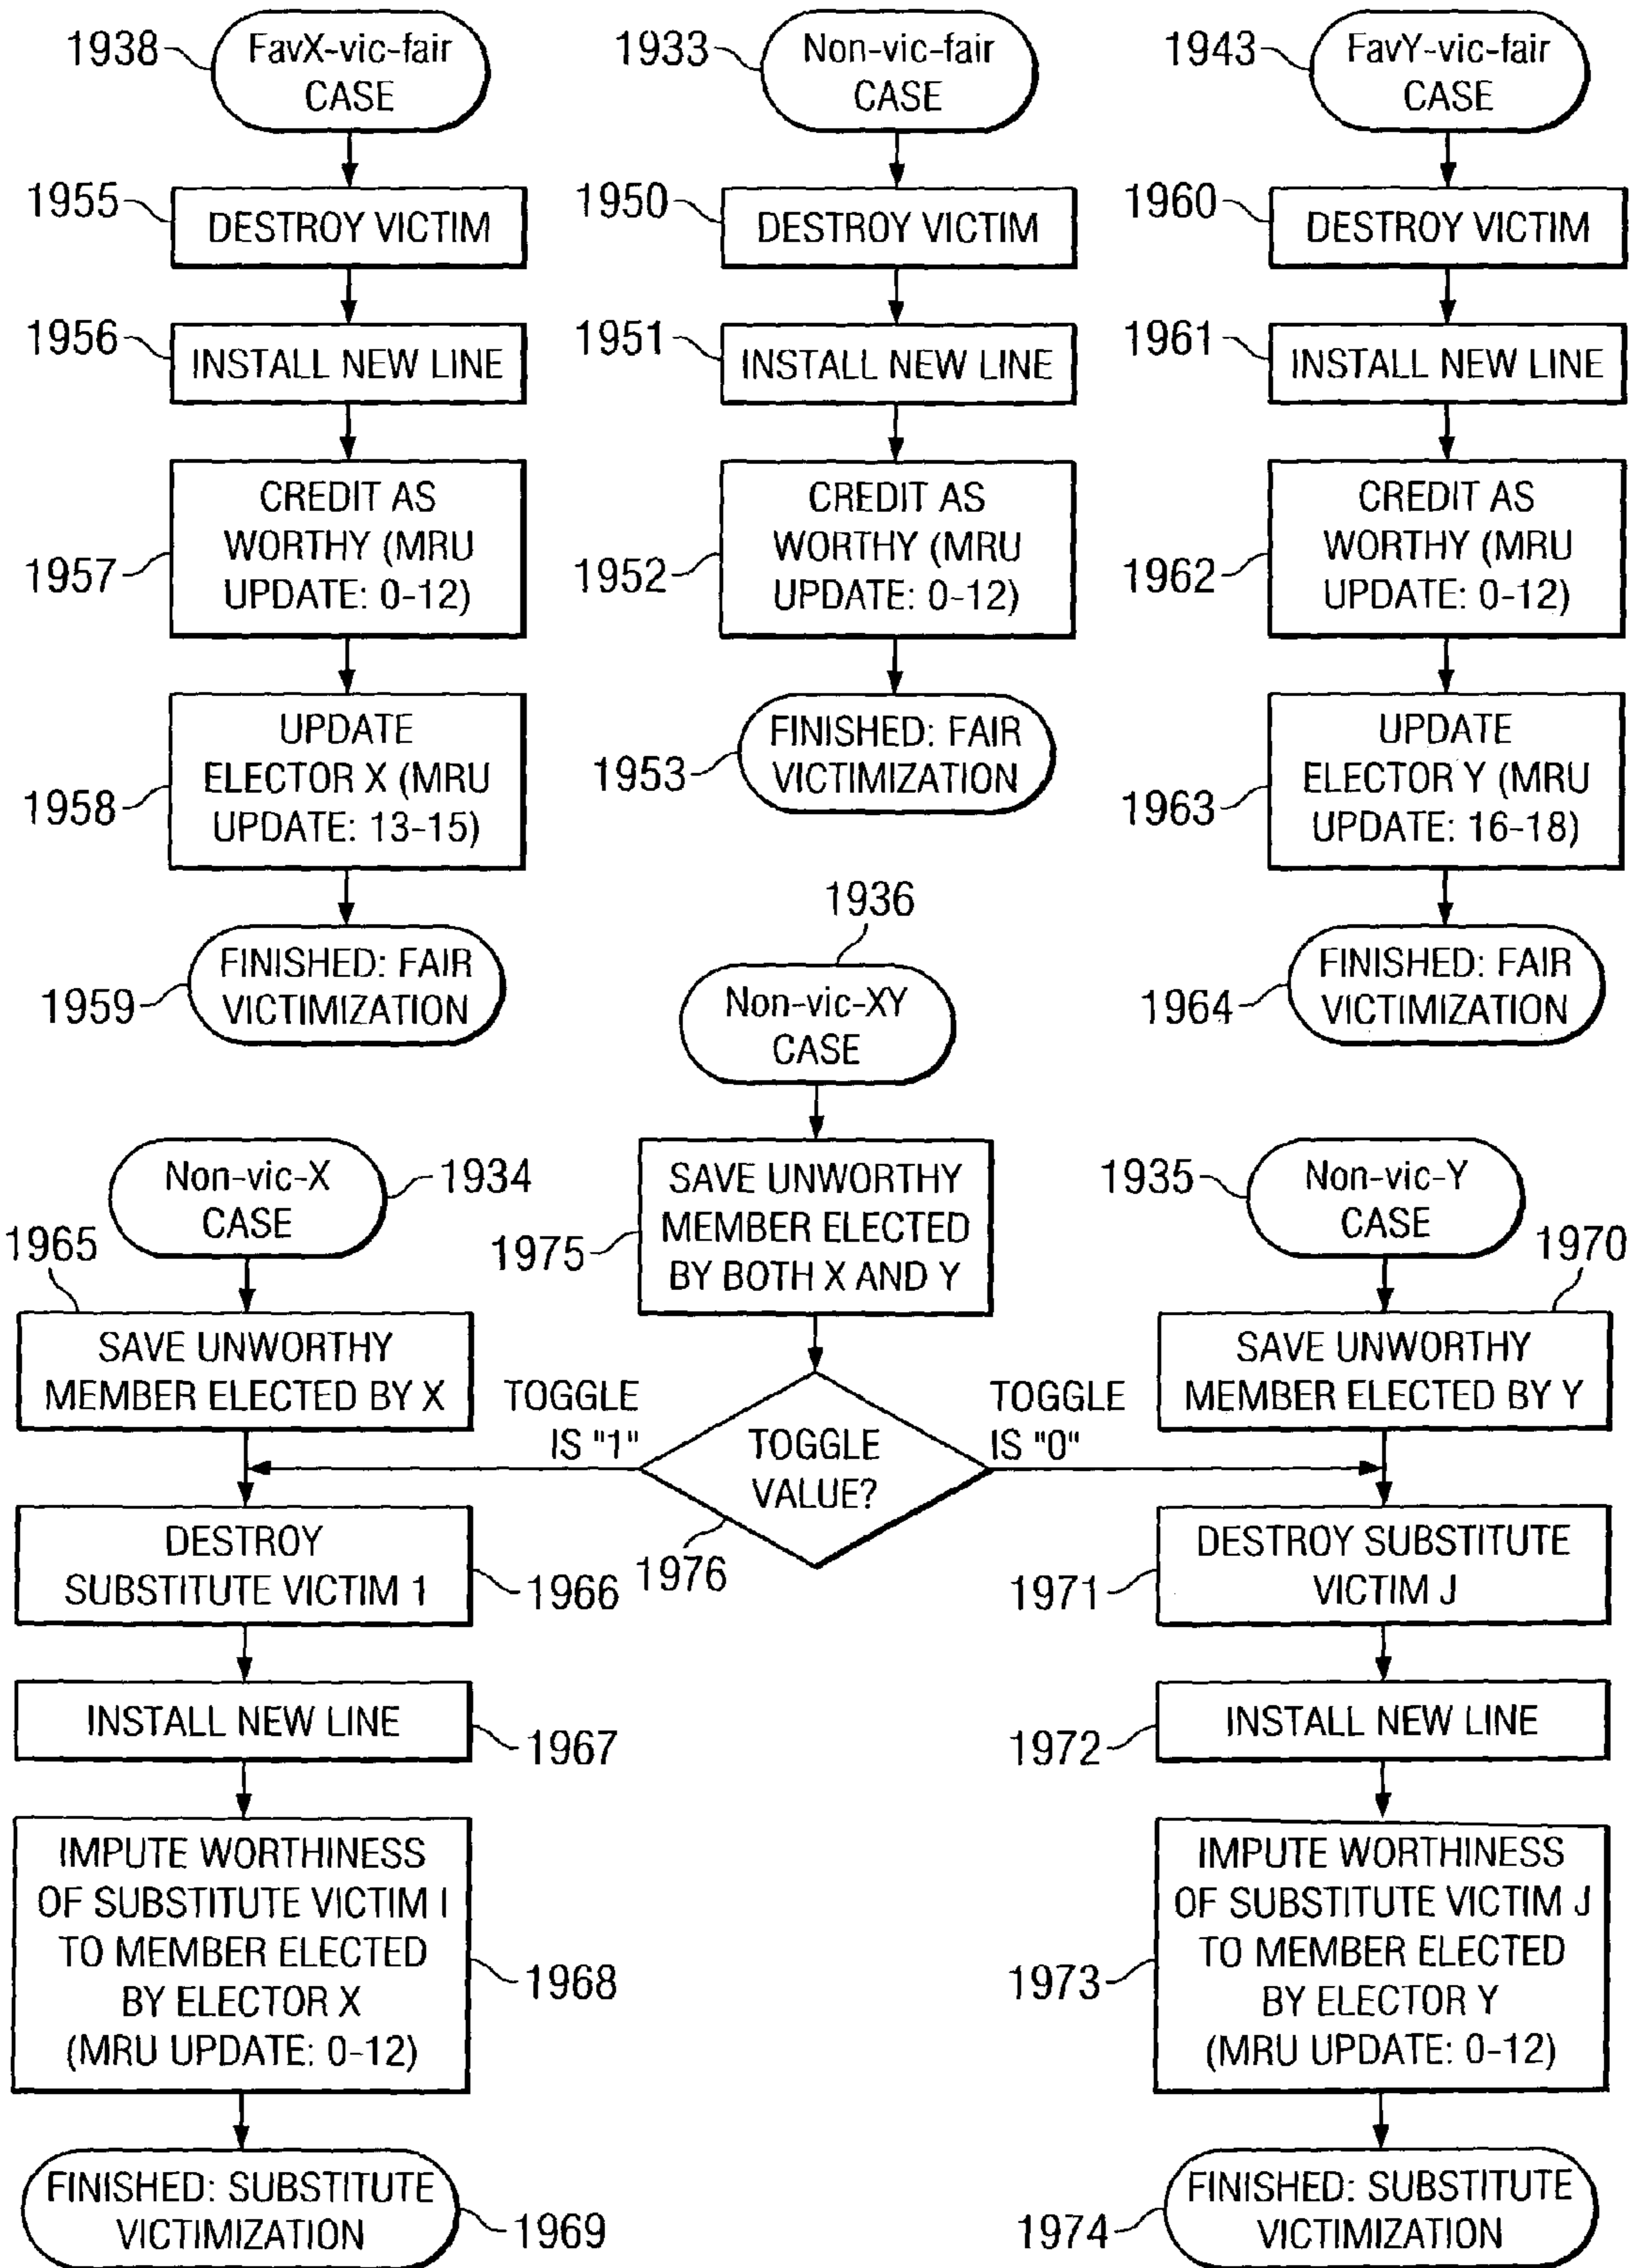 1938
FavX-vic-fair
CASE
1955
DESTROY VICTIM
1956
INSTALL NEW LINE
1957
CREDIT AS
WORTHY (MRU
UPDATE: 0-12)
1958
UPDATE
ELECTOR X (MRU
UPDATE: 13-15)
1959
FINISHED: FAIR
VICTIMIZATION
1933
Non-vic-fair
CASE
1950
DESTROY VICTIM
1951
INSTALL NEW LINE
1952
CREDIT AS
WORTHY (MRU
UPDATE: 0-12)
1953
FINISHED: FAIR
VICTIMIZATION
1943
FavY-vic-fair
CASE
1960
DESTROY VICTIM
1961
INSTALL NEW LINE
1962
CREDIT AS
WORTHY (MRU
UPDATE: 0-12)
1963
UPDATE
ELECTOR Y (MRU
UPDATE: 16-18)
1964
FINISHED: FAIR
VICTIMIZATION
1936
Non-vic-XY
CASE
1975
SAVE UNWORTHY
MEMBER ELECTED
BY BOTH X AND Y
TOGGLE
IS "1"
TOGGLE
VALUE?
TOGGLE
IS "0"
1976
Non-vic-X
CASE
1934
1965
SAVE UNWORTHY
MEMBER ELECTED BY X
DESTROY
SUBSTITUTE VICTIM 1
1966
INSTALL NEW LINE
1967
IMPUTE WORTHINESS
OF SUBSTITUTE VICTIM I
TO MEMBER ELECTED
BY ELECTOR X
(MRU UPDATE: 0-12)
1968
FINISHED: SUBSTITUTE
VICTIMIZATION
1969
1935
Non-vic-Y
CASE
1970
SAVE UNWORTHY
MEMBER ELECTED BY Y
1971
DESTROY SUBSTITUTE
VICTIM J
1972
INSTALL NEW LINE
1973
IMPUTE WORTHINESS
OF SUBSTITUTE VICTIM J
TO MEMBER ELECTED
BY ELECTOR Y
(MRU UPDATE: 0-12)
1974
FINISHED: SUBSTITUTE
VICTIMIZATION